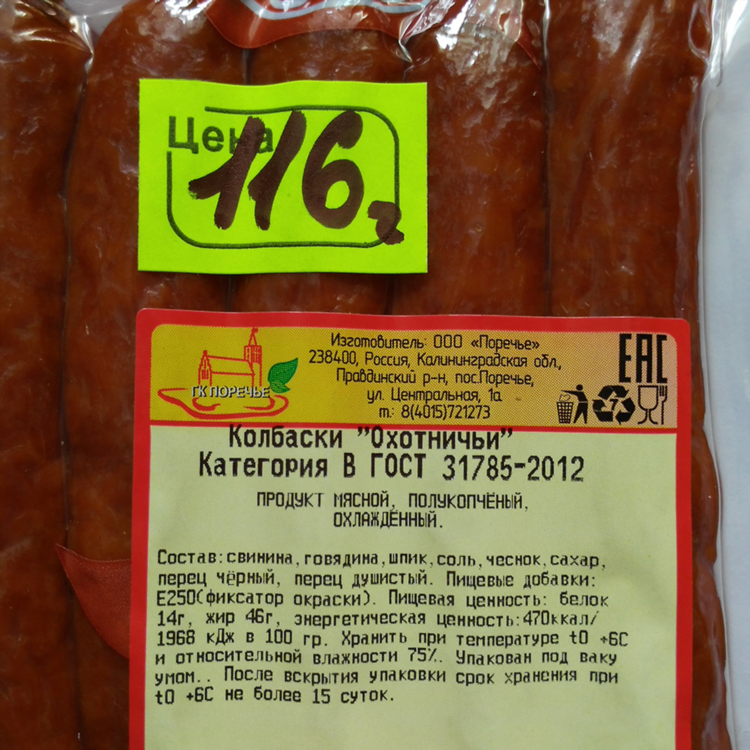 Цена
116,
ГК ПОРЕЧЬЕ
Изготовитель: ООО «Поречье»
238400, Россия, Калининградская обл.,
Правдинский р-н, пос.Поречье,
ул. Центральная, 1а
т.: 8(4015)721273
EAC
7
Колбаски "Охотничьи"
Категория В ГОСТ 31785-2012
ПРОДУКТ МЯСНОЙ, ПОЛУКОПЧЁНЫЙ,
ОХЛАЖДЁННЫЙ.
Состав:свинина,говядина,шпик,соль,чеснок,сахар,
перец чёрный, перец душистый. Пищевые добавки:
Е250(фиксатор окраски). Пищевая ценность: белок
14г, жир 46г, энергетическая ценность:470ккал/
1968 кДж в 100 гр. Хранить при температуре t0 +6С
и относительной влажности 75%. Упакован под ваку
умом.. После вскрытия упаковки срок хранения при
t0 +6С не более 15 суток.